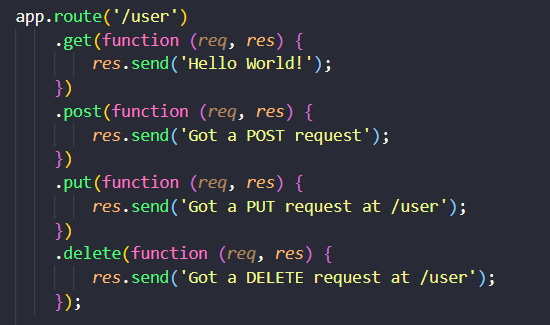 app.route('/user')
    .get(function (req, res) {
        res.send('Hello World!');
    })
    .post(function (req, res) {
        res.send('Got a POST request');
    })
    .put(function (req, res) {
        res.send('Got a PUT request at /user');
    })
    .delete(function (req, res) {
        res.send('Got a DELETE request at /user');
    });